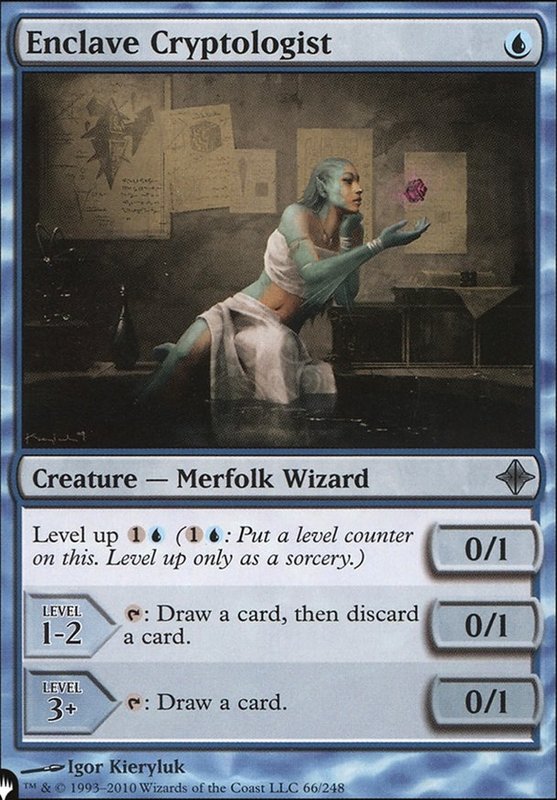 Enclave Cryptologist
Creature — Merfolk Wizard
Level up 1 (1 : Put a level counter
on this. Level up only as a sorcery.)
0/1
LEVEL
1-2
: Draw a card, then discard
a card.
0/1
LEVEL
3+
: Draw a card.
0/1
Igor Kieryluk
™ & © 1993–2010 Wizards of the Coast LLC 66/248